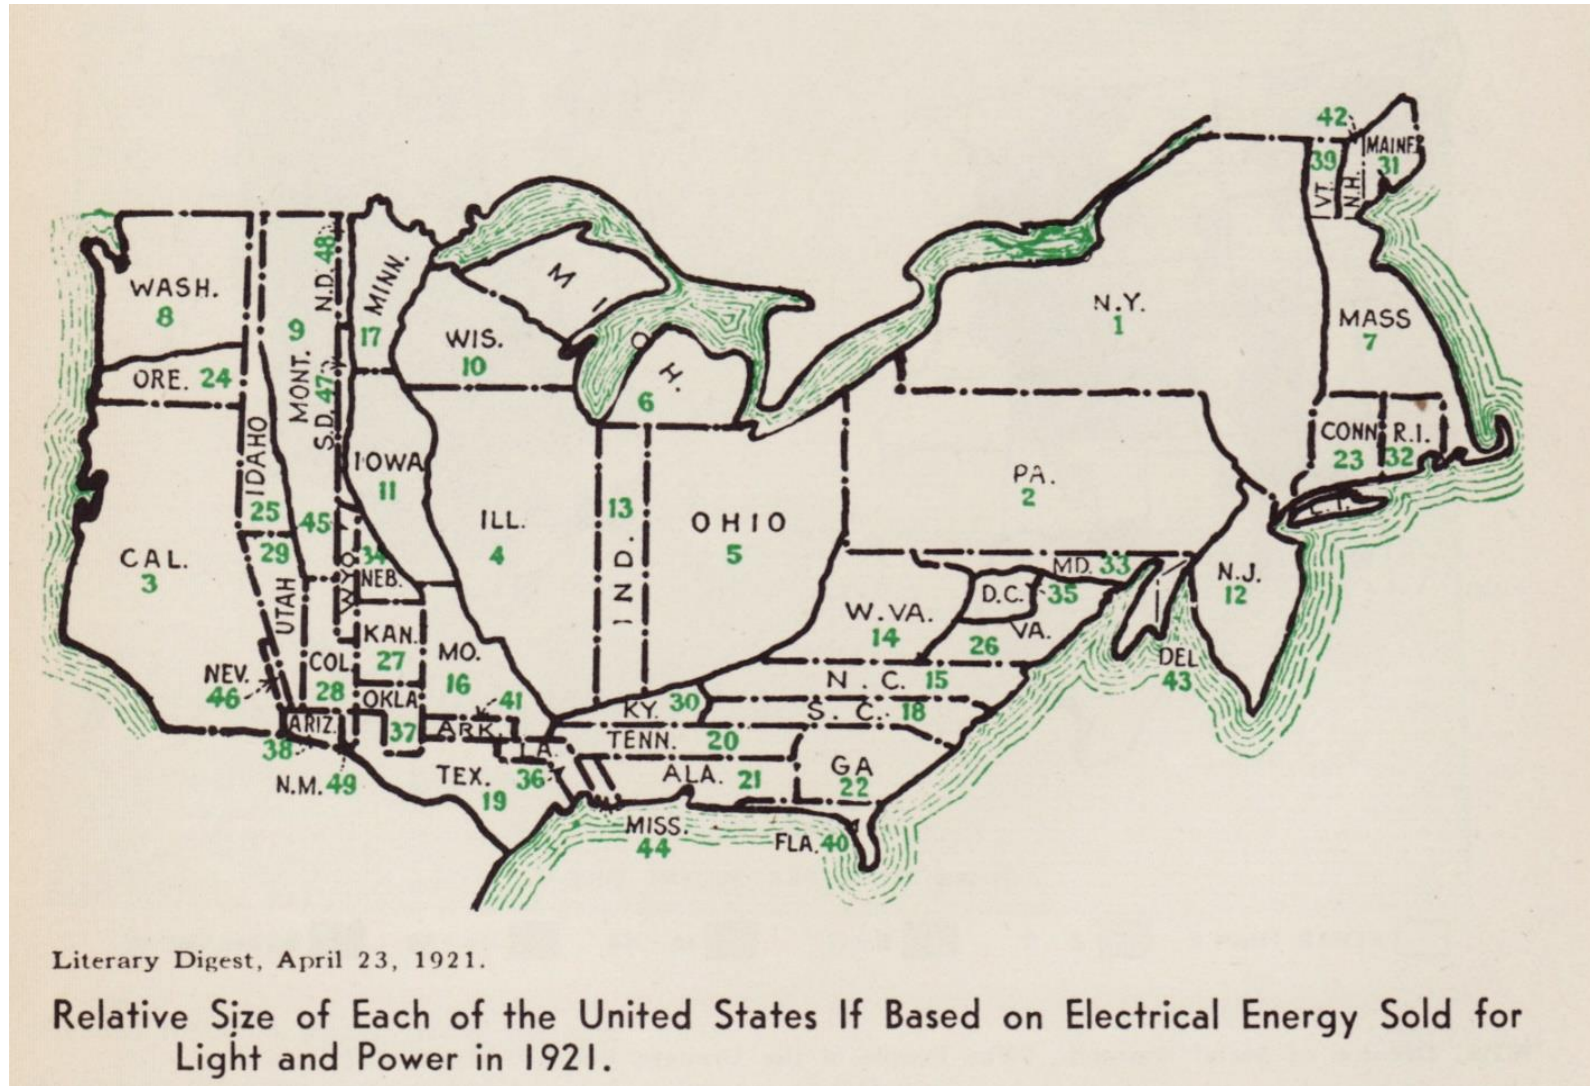 42
MAINE
31
39
VT.
N.H.
WASH.
8
N.D. 48
MINN.
17
9
MONT.
S.D. 47
WIS.
10
M I C H.
6
N.Y.
1
MASS
7
ORE. 24
CONN
23
R.I.
32
L.I.
IDAHO
25
IOWA
11
ILL.
4
13
IND.
OHIO
5
PA.
2
CAL.
3
29
UTAH
45
WYO.
34
NEB.
MD. 33
D.C. 35
N.J.
12
W.VA.
14
VA.
26
KAN.
27
MO.
16
COL
28
NEV.
46
DEL
43
N. C. 15
OKLA
37
41
ARK.
KY. 30
S. C. 18
ARIZ.
38
N.M. 49
LA.
36
TENN. 20
TEX.
19
ALA. 21
GA
22
MISS.
44
FLA. 40
Literary Digest, April 23, 1921.
Relative Size of Each of the United States If Based on Electrical Energy Sold for
Light and Power in 1921.